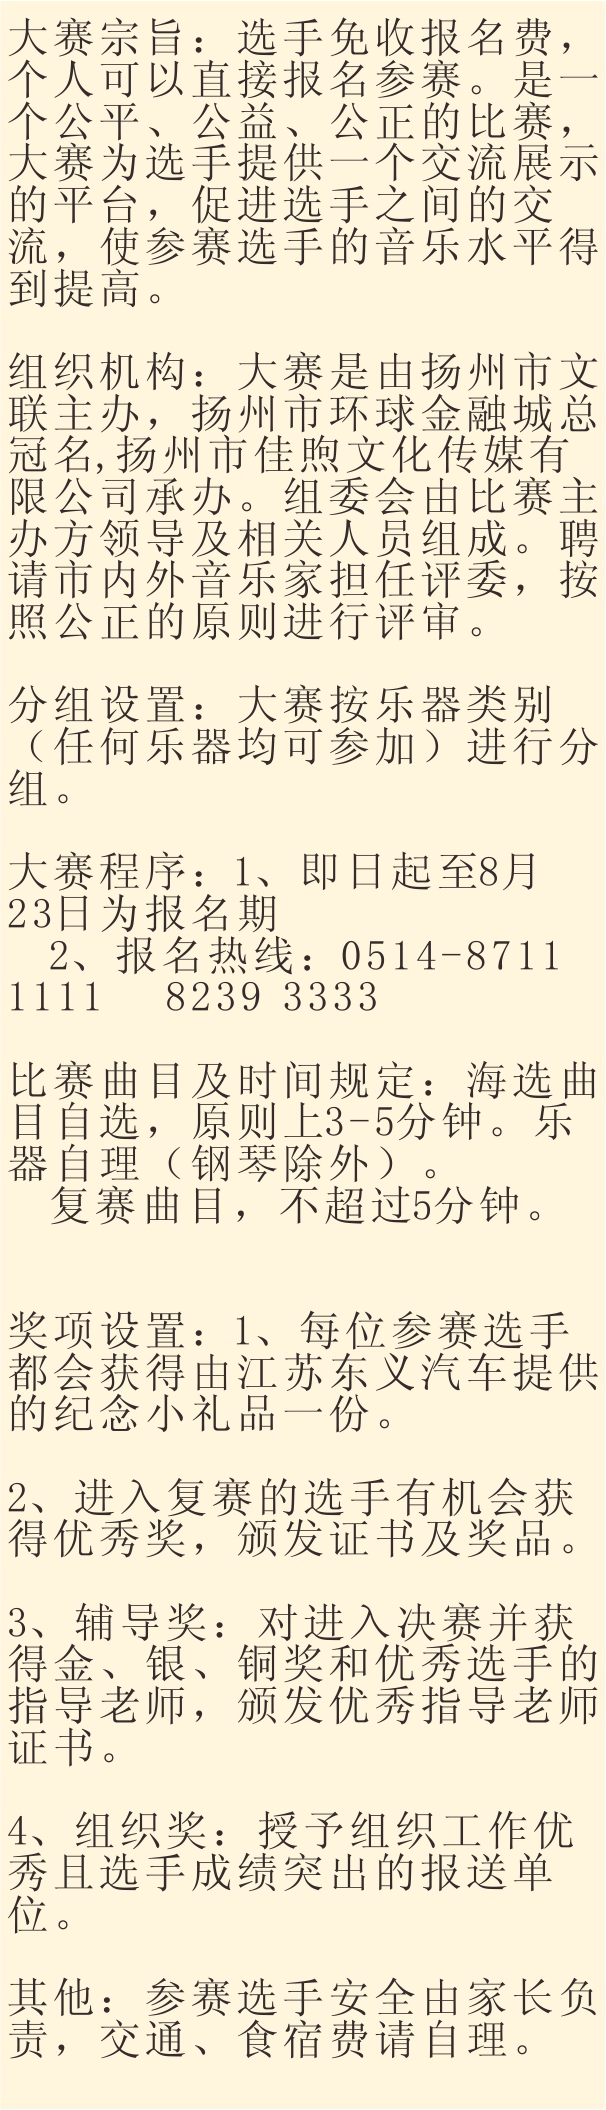 大赛宗旨：选手免收报名费，
个人可以直接报名参赛。是一
个公平、公益、公正的比赛，
大赛为选手提供一个交流展示
的平台，促进选手之间的交
流，使参赛选手的音乐水平得
到提高。
组织机构：大赛是由扬州市文
联主办，扬州市环球金融城总
冠名,扬州市佳煦文化传媒有
限公司承办。组委会由比赛主
办方领导及相关人员组成。聘
请市内外音乐家担任评委，按
照公正的原则进行评审。
分组设置：大赛按乐器类别
（任何乐器均可参加）进行分
组。
大赛程序：1、即日起至8月
23日为报名期
2、报名热线：0514-8711
1111 8239 3333
比赛曲目及时间规定：海选曲
目自选，原则上3-5分钟。乐
器自理（钢琴除外）。
复赛曲目，不超过5分钟。
奖项设置：1、每位参赛选手
都会获得由江苏东义汽车提供
的纪念小礼品一份。
2、进入复赛的选手有机会获
得优秀奖，颁发证书及奖品。
3、辅导奖：对进入决赛并获
得金、银、铜奖和优秀选手的
指导老师，颁发优秀指导老师
证书。
4、组织奖：授予组织工作优
秀且选手成绩突出的报送单
位。
其他：参赛选手安全由家长负
责，交通、食宿费请自理。